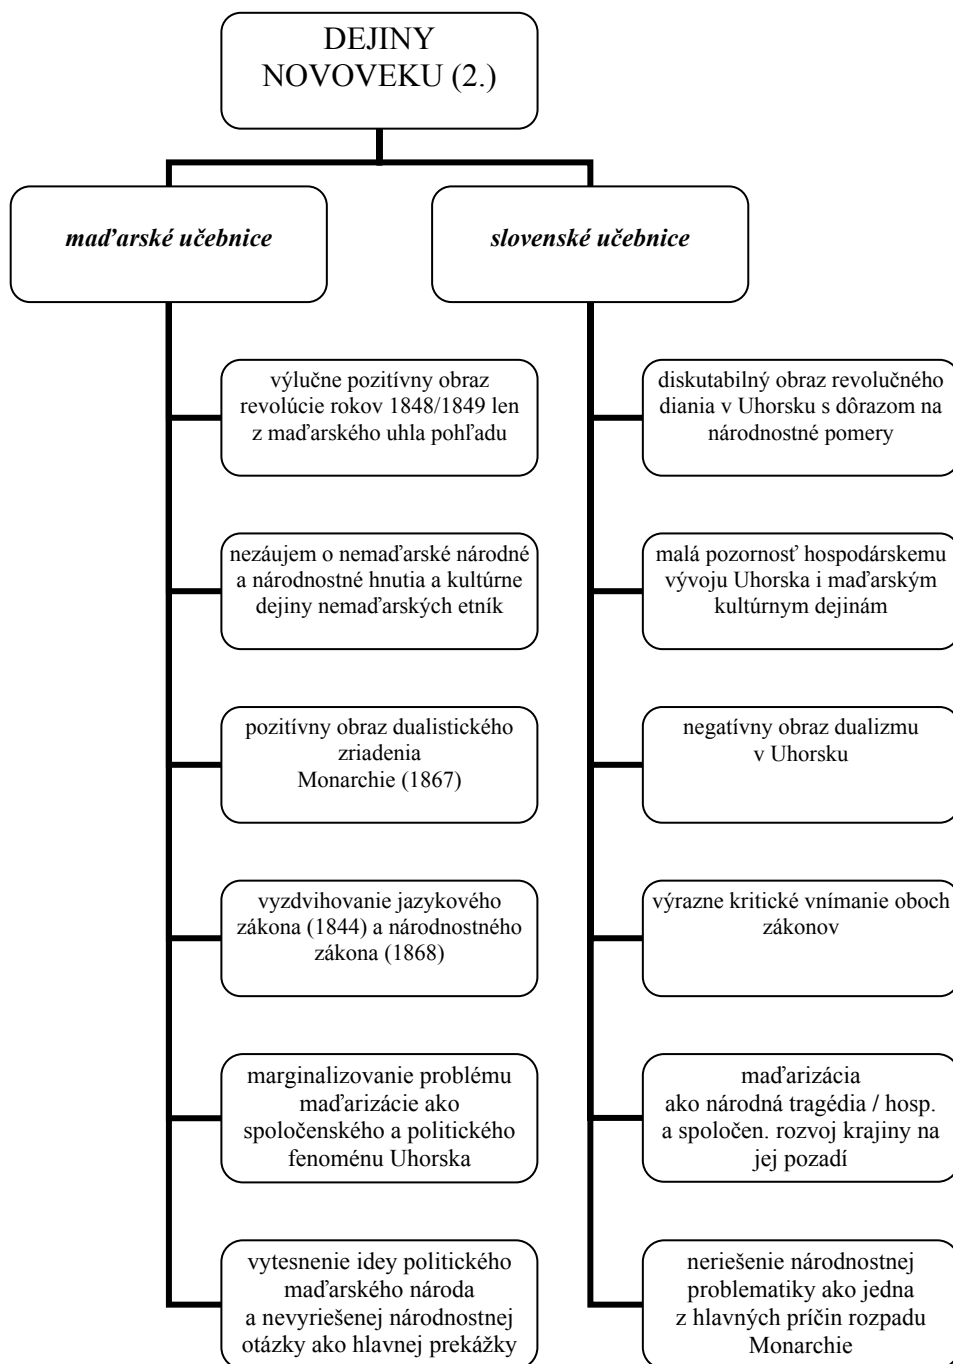 DEJINY
NOVOVEKU (2.)
maďarské učebnice
slovenské učebnice
výlučne pozitívny obraz
revolúcie rokov 1848/1849 len
z maďarského uhla pohľadu
diskutabilný obraz revolučného
diania v Uhorsku s dôrazom na
národnostné pomery
nezáujem o nemaďarské národné
a národnostné hnutia a kultúrne
dejiny nemaďarských etník
malá pozornosť hospodárskemu
vývoju Uhorska i maďarským
kultúrnym dejinám
pozitívny obraz dualistického
zriadenia
Monarchie (1867)
negatívny obraz dualizmu
v Uhorsku
vyzdvihovanie jazykového
zákona (1844) a národnostného
zákona (1868)
výrazne kritické vnímanie oboch
zákonov
marginalizovanie problému
maďarizácie ako
spoločenského a politického
fenoménu Uhorska
maďarizácia
ako národná tragédia / hosp.
a spoločen. rozvoj krajiny na
jej pozadí
vytesnenie idey politického
maďarského národa
a nevyriešenej národnostnej
otázky ako hlavnej prekážky
neriešenie národnostnej
problematiky ako jedna
z hlavných príčin rozpadu
Monarchie